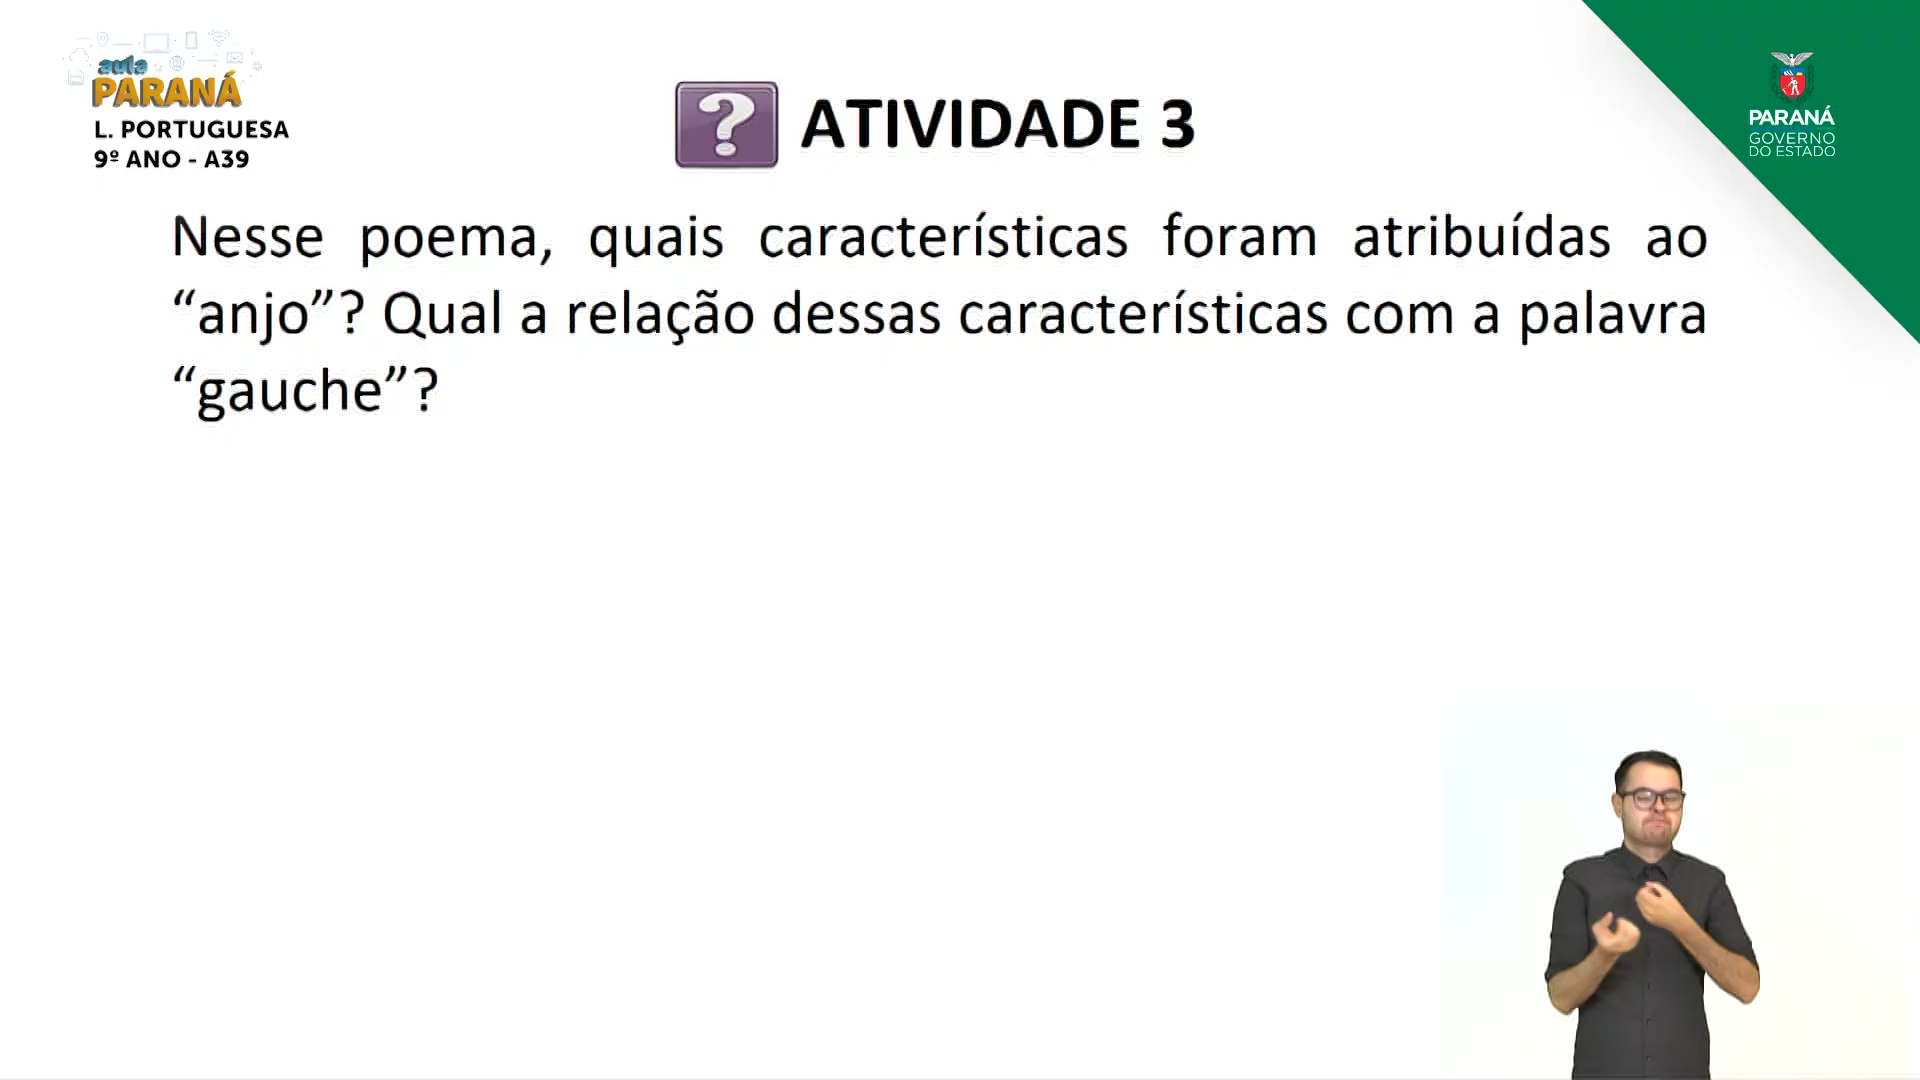 aula
PARANÁ
L. PORTUGUESA
9º ANO - A39
ATIVIDADE 3
PARANÁ
GOVERNO
DO ESTADO
Nesse poema, quais características foram atribuídas ao
“anjo”? Qual a relação dessas características com a palavra
“gauche”?